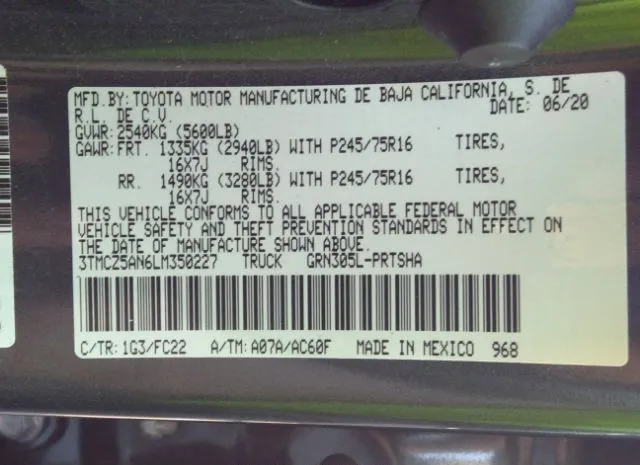 MFD.BY: TOYOTA MOTOR MANUFACTURING DE BAJA CALIFORNIA, S. DE
R.L. DE C.V. DATE: 06/20
GVWR: 2540KG (5600LB)
GAWR: FRT. 1335KG (2940LB) WITH P245/75R16 TIRES,
16X7J RIMS.
RR. 1490KG (3280LB) WITH P245/75R16 TIRES,
16X7J RIMS.
THIS VEHICLE CONFORMS TO ALL APPLICABLE FEDERAL MOTOR
VEHICLE SAFETY AND THEFT PREVENTION STANDARDS IN EFFECT ON
THE DATE OF MANUFACTURE SHOWN ABOVE.
3TMCZ5AN6LM350227 TRUCK GRN305L-PRTSHA
C/TR: 1G3/FC22 A/TM: A07A/AC60F MADE IN MEXICO 968